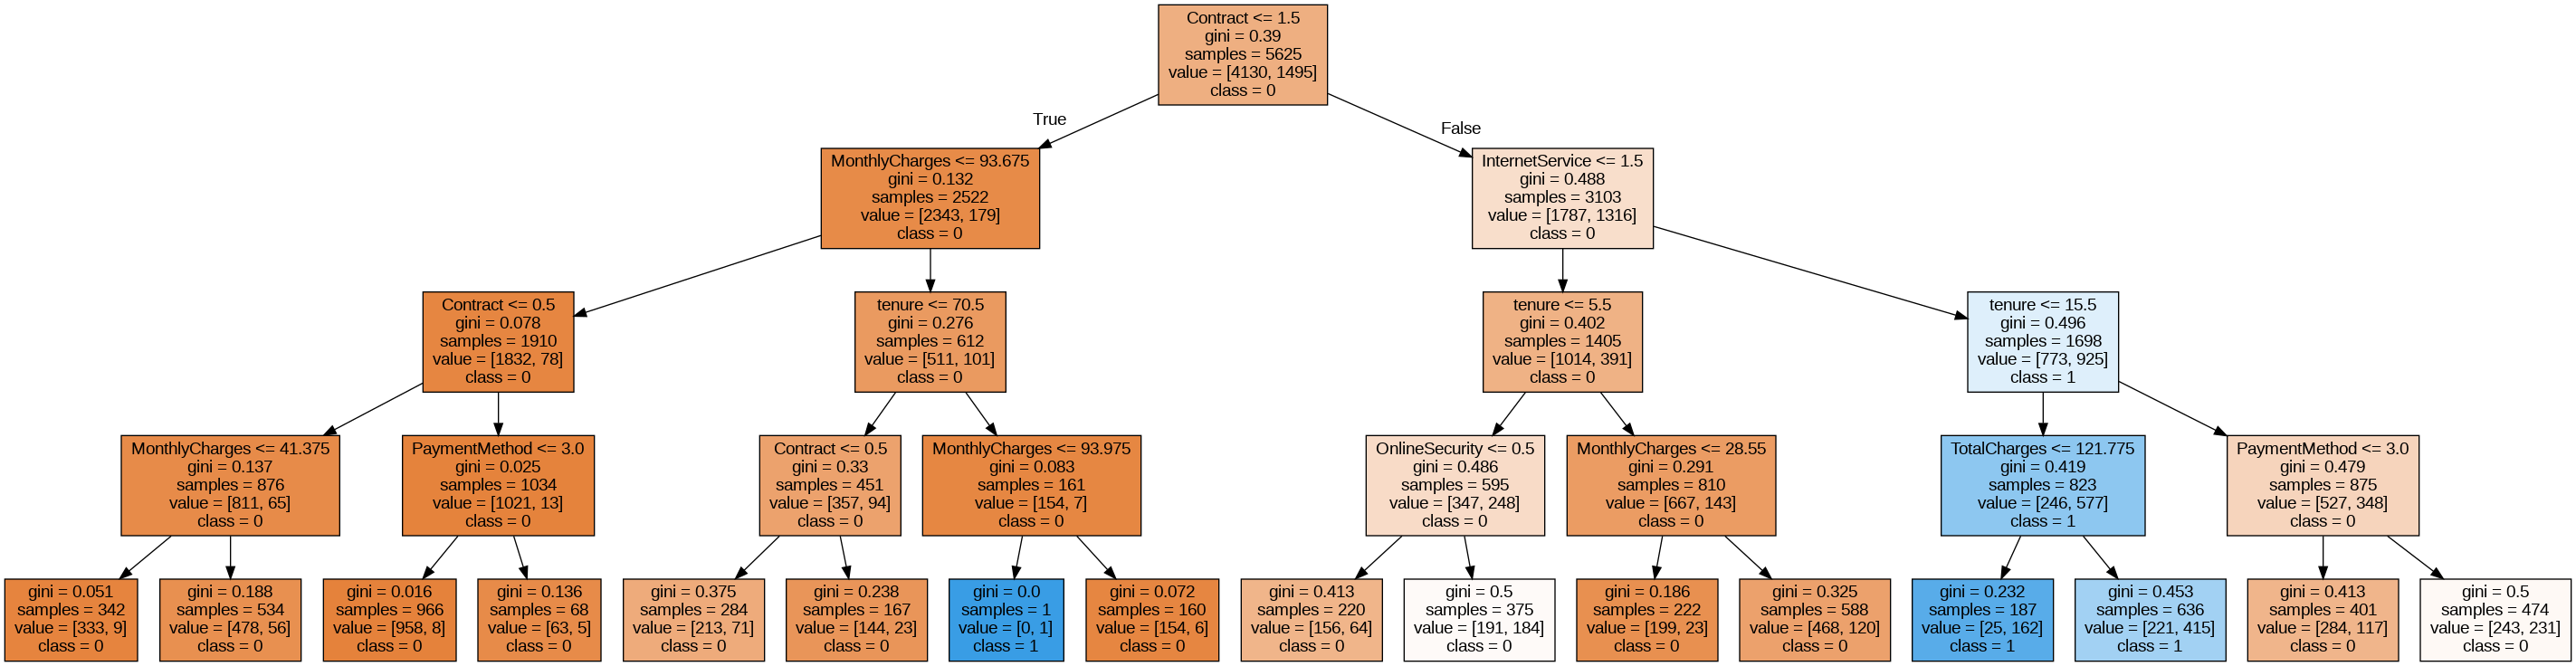 Contract <= 1.5
gini = 0.39
samples = 5625
value = [4130, 1495]
class = 0
True
False
MonthlyCharges <= 93.675
gini = 0.132
samples = 2522
value = [2343, 179]
class = 0
InternetService <= 1.5
gini = 0.488
samples = 3103
value = [1787, 1316]
class = 0
Contract <= 0.5
gini = 0.078
samples = 1910
value = [1832, 78]
class = 0
tenure <= 70.5
gini = 0.276
samples = 612
value = [511, 101]
class = 0
tenure <= 5.5
gini = 0.402
samples = 1405
value = [1014, 391]
class = 0
tenure <= 15.5
gini = 0.496
samples = 1698
value = [773, 925]
class = 1
MonthlyCharges <= 41.375
gini = 0.137
samples = 876
value = [811, 65]
class = 0
PaymentMethod <= 3.0
gini = 0.025
samples = 1034
value = [1021, 13]
class = 0
Contract <= 0.5
gini = 0.33
samples = 451
value = [357, 94]
class = 0
MonthlyCharges <= 93.975
gini = 0.083
samples = 161
value = [154, 7]
class = 0
OnlineSecurity <= 0.5
gini = 0.486
samples = 595
value = [347, 248]
class = 0
MonthlyCharges <= 28.55
gini = 0.291
samples = 810
value = [667, 143]
class = 0
TotalCharges <= 121.775
gini = 0.419
samples = 823
value = [246, 577]
class = 1
PaymentMethod <= 3.0
gini = 0.479
samples = 875
value = [527, 348]
class = 0
gini = 0.051
samples = 342
value = [333, 9]
class = 0
gini = 0.188
samples = 534
value = [478, 56]
class = 0
gini = 0.016
samples = 966
value = [958, 8]
class = 0
gini = 0.136
samples = 68
value = [63, 5]
class = 0
gini = 0.375
samples = 284
value = [213, 71]
class = 0
gini = 0.238
samples = 167
value = [144, 23]
class = 0
gini = 0.0
samples = 1
value = [0, 1]
class = 1
gini = 0.072
samples = 160
value = [154, 6]
class = 0
gini = 0.413
samples = 220
value = [156, 64]
class = 0
gini = 0.5
samples = 375
value = [191, 184]
class = 0
gini = 0.186
samples = 222
value = [199, 23]
class = 0
gini = 0.325
samples = 588
value = [468, 120]
class = 0
gini = 0.232
samples = 187
value = [25, 162]
class = 1
gini = 0.453
samples = 636
value = [221, 415]
class = 1
gini = 0.413
samples = 401
value = [284, 117]
class = 0
gini = 0.5
samples = 474
value = [243, 231]
class = 0